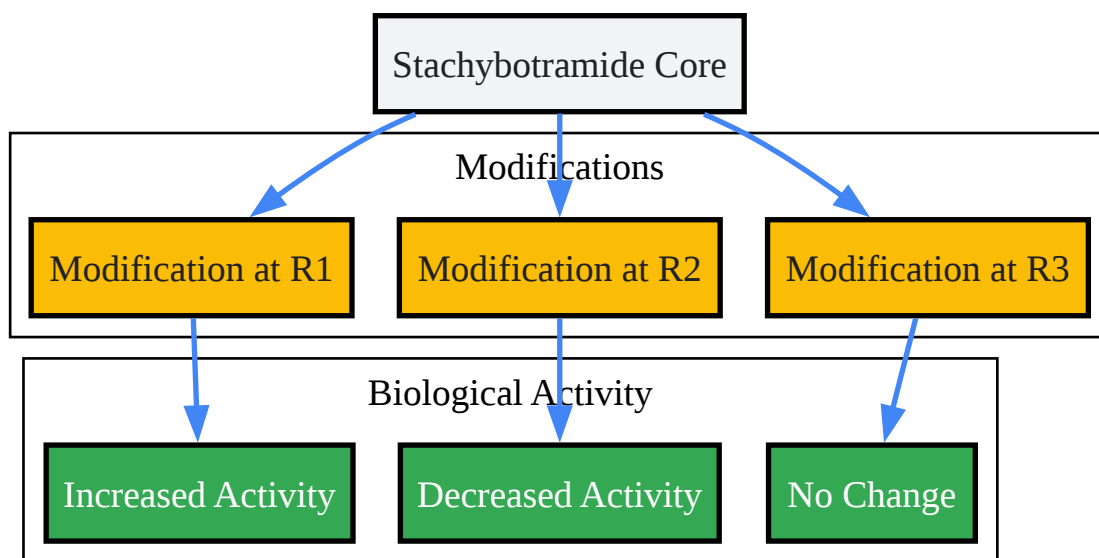 Stachybotramide Core
Modifications
Modification at R1
Modification at R2
Modification at R3
Biological Activity
Increased Activity
Decreased Activity
No Change